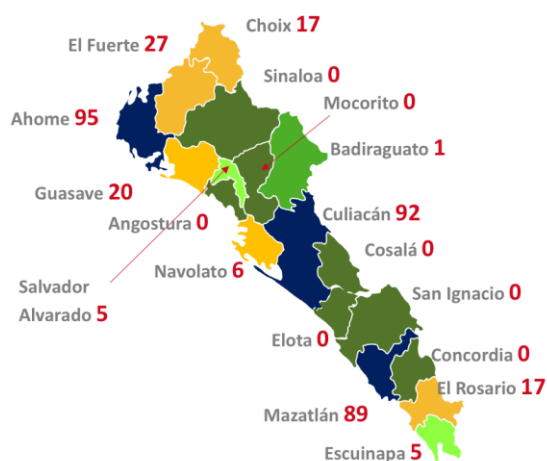 Choix 17
El Fuerte 27
Sinaloa 0
Mocorito 0
Ahome 95
Badiraguato 1
Guasave 20
Angostura 0
Culiacán 92
Cosalá 0
Navolato 6
Salvador
Alvarado 5
San Ignacio 0
Elota 0
Concordia 0
El Rosario 17
Mazatlán 89
Escuinapa 5